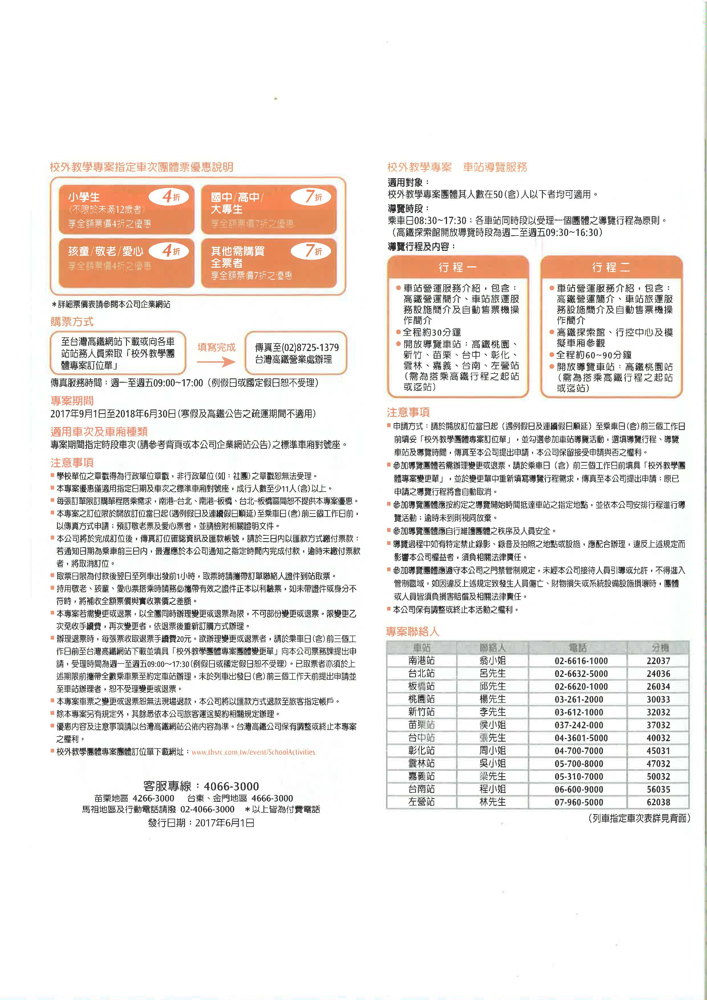 校外教學專案指定車次團體票優惠說明
小學生
4折
(不限於未滿12歲者)
享全額票價4折之優惠
國中/高中/
大專生
7折
享全額票價7折之優惠
孩童/敬老/愛心
4折
享全額票價4折之優惠
其他需購買
全票者
7折
享全額票價7折之優惠
*詳細票價表請參閱本公司企業網站
購票方式
至台灣高鐵網站下載或向各車
站站務人員索取「校外教學團
體專案訂位單」
填寫完成
傳真至(02)8725-1379
台灣高鐵營業處辦理
傳真服務時間：週一至週五09:00~17:00（例假日或國定假日恕不受理）
專案期間
2017年9月1日至2018年6月30日(寒假及高鐵公告之疏運期間不適用)
適用車次及車廂種類
專案期間指定時段車次(請參考背頁或本公司企業網站公告)之標準車廂對號座。
注意事項
■ 學校單位之章戳得為行政單位章戳，非行政單位(如：社團)之章戳恕無法受理。
■ 本專案優惠僅適用指定日期及車次之標準車廂對號座，成行人數至少11人(含)以上。
■ 每張訂單限訂購單程搭乘需求，南港-台北、南港-板橋、台北-板橋區間恕不提供本專案優惠。
■ 本專案之訂位限於開放訂位當日起(遇例假日及連續假日順延)至乘車日(含)前三個工作日前，
以傳真方式申請；預訂敬老票及愛心票者，並請檢附相關證明文件。
■ 本公司將於完成訂位後，傳真訂位確認資訊及匯款帳號，請於三日內以匯款方式繳付票款；
若通知日期為乘車前三日內，最遲應於本公司通知之指定時間內完成付款，逾時未繳付票款
者，將取消訂位。
■ 取票日限為付款後翌日至列車出發前1小時，取票時請攜帶訂單聯絡人證件到站取票。
■ 持用敬老、孩童、愛心票搭乘時請務必攜帶有效之證件正本以利驗票，如未帶證件或身分不
符時，將補收全額票價與實收票價之差額。
■ 本專案若需變更或退票，以全團同時辦理變更或退票為限，不可部份變更或退票。限變更乙
次免收手續費，再次變更者，依退票後重新訂購方式辦理。
■ 辦理退票時，每張票收取退票手續費20元。欲辦理變更或退票者，請於乘車日(含)前三個工
作日前至台灣高鐵網站下載並填具「校外教學團體專案團體變更單」向本公司票務課提出申
請，受理時間為週一至週五09:00～17:30(例假日或國定假日恕不受理)。已取票者亦須於上
述期限前攜帶全數乘車票至約定車站辦理，未於列車出發日(含)前三個工作天前提出申請並
至車站辦理者，恕不受理變更或退票。
■ 本專案車票之變更或退票恕無法現場退款，本公司將以匯款方式退款至旅客指定帳戶。
■ 除本專案另有規定外，其餘悉依本公司旅客運送契約相關規定辦理。
■ 優惠內容及注意事項請以台灣高鐵網站公佈內容為準。台灣高鐵公司保有調整或終止本專案
之權利。
■ 校外教學團體專案團體訂位單下載網址：www.thsrc.com.tw/event/SchoolActivities
客服專線：4066-3000
苗栗地區 4266-3000　台東、金門地區 4666-3000
馬祖地區及行動電話請撥 02-4066-3000　*以上皆為付費電話
發行日期：2017年6月1日
校外教學專案　車站導覽服務
適用對象：
校外教學專案團體其人數在50(含)人以下者均可適用。
導覽時段：
乘車日08:30~17:30；各車站同時段以受理一個團體之導覽行程為原則。
（高鐵探索館開放導覽時段為週二至週五09:30~16:30）
導覽行程及內容：
行程一
● 車站營運服務介紹，包含：
高鐵營運簡介、車站旅運服
務設施簡介及自動售票機操
作簡介
● 全程約30分鐘
● 開放導覽車站：高鐵桃園、
新竹、苗栗、台中、彰化、
雲林、嘉義、台南、左營站
(需為搭乘高鐵行程之起站
或迄站)
行程二
● 車站營運服務介紹，包含：
高鐵營運簡介、車站旅運服
務設施簡介及自動售票機操
作簡介
● 高鐵探索館、行控中心及模
擬車廂參觀
● 全程約60~90分鐘
● 開放導覽車站：高鐵桃園站
(需為搭乘高鐵行程之起站
或迄站)
注意事項
■ 申請方式：請於開放訂位當日起（遇例假日及連續假日順延）至乘車日(含)前三個工作日
前填妥「校外教學團體專案訂位單」，並勾選參加車站導覽活動，選填導覽行程、導覽
車站及導覽時間，傳真至本公司提出申請，本公司保留接受申請與否之權利。
■ 參加導覽團體若需辦理變更或退票，請於乘車日（含）前三個工作日前填具「校外教學團
體專案變更單」，並於變更單中重新填寫導覽行程需求，傳真至本公司提出申請；原已
申請之導覽行程將會自動取消。
■ 參加導覽團體應按約定之導覽開始時間抵達車站之指定地點，並依本公司安排行程進行導
覽活動；逾時未到則視同放棄。
■ 參加導覽團體應自行維護團體之秩序及人員安全。
■ 導覽過程中如有特定禁止錄影、錄音及拍照之地點或設施，應配合辦理，違反上述規定而
影響本公司權益者，須負相關法律責任。
■ 參加導覽團體應遵守本公司之門禁管制規定，未經本公司接待人員引導或允許，不得進入
管制區域。如因違反上述規定致發生人員傷亡、財物損失或系統設備設施損壞時，團體
或人員皆須負損害賠償及相關法律責任。
■ 本公司保有調整或終止本活動之權利。
專案聯絡人
車站 聯絡人 電話 分機
南港站 翁小姐 02-6616-1000 22037
台北站 呂先生 02-6632-5000 24036
板橋站 邱先生 02-6620-1000 26034
桃園站 楊先生 03-261-2000 30033
新竹站 李先生 03-612-1000 32032
苗栗站 侯小姐 037-242-000 37032
台中站 張先生 04-3601-5000 40032
彰化站 周小姐 04-700-7000 45031
雲林站 吳小姐 05-700-8000 47032
嘉義站 梁先生 05-310-7000 50032
台南站 程小姐 06-600-9000 56035
左營站 林先生 07-960-5000 62038
（列車指定車次表詳見背面）